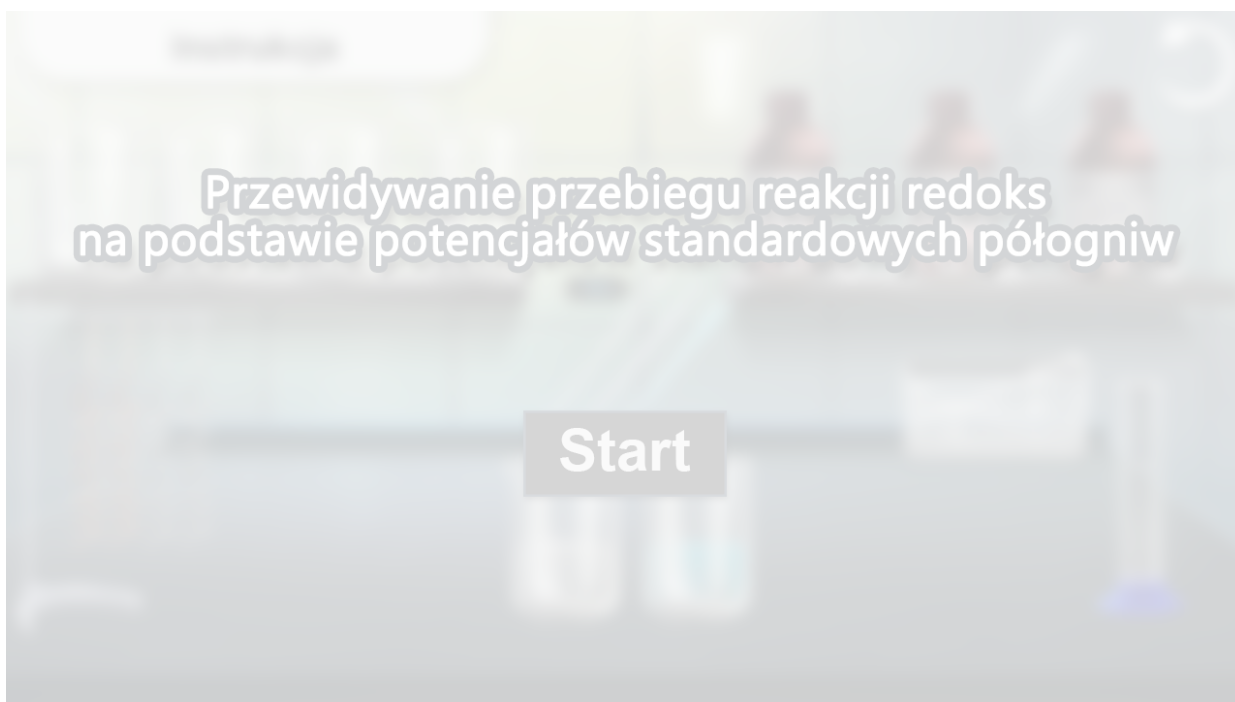 Przewidywanie przebiegu reakcji redoks
na podstawie potencjałów standardowych półogniw
Start